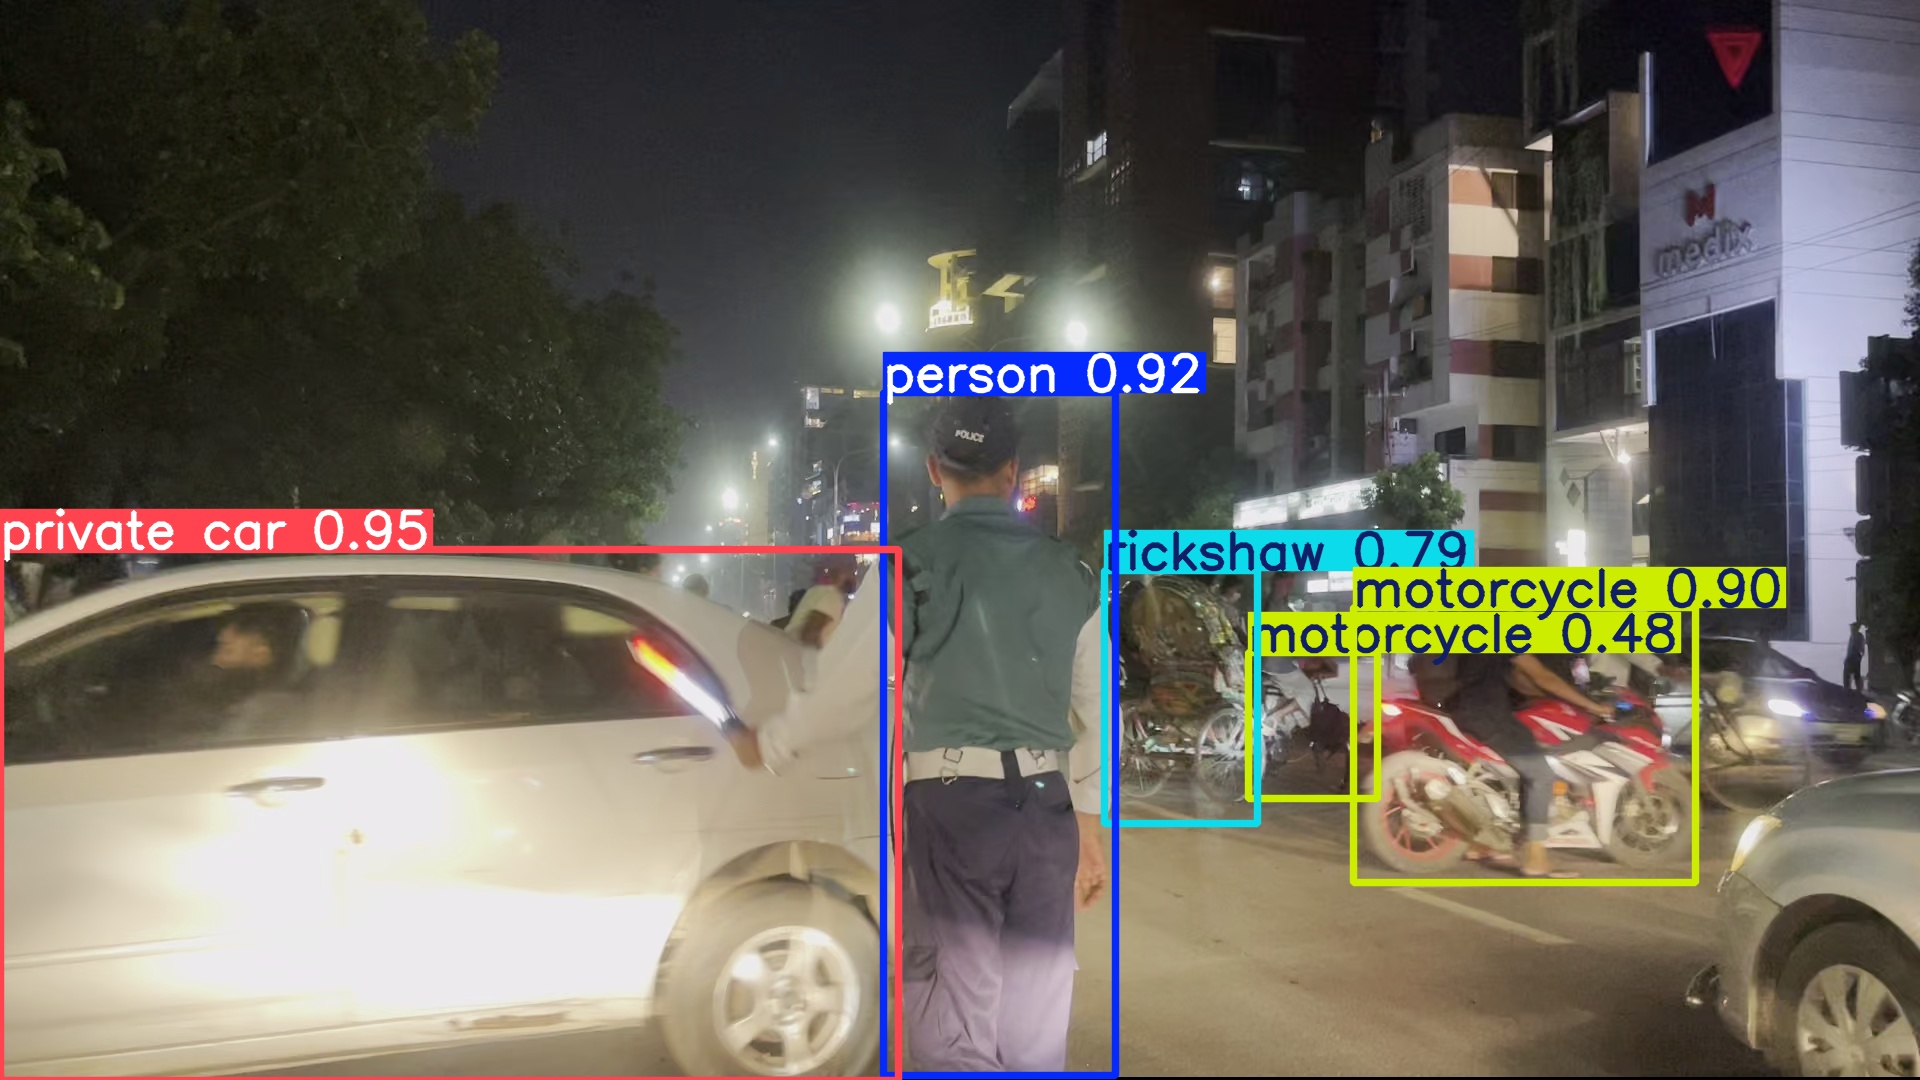 medix
person 0.92
POLICE
private car 0.95
rickshaw 0.79
motorcycle 0.90
motorcycle 0.48